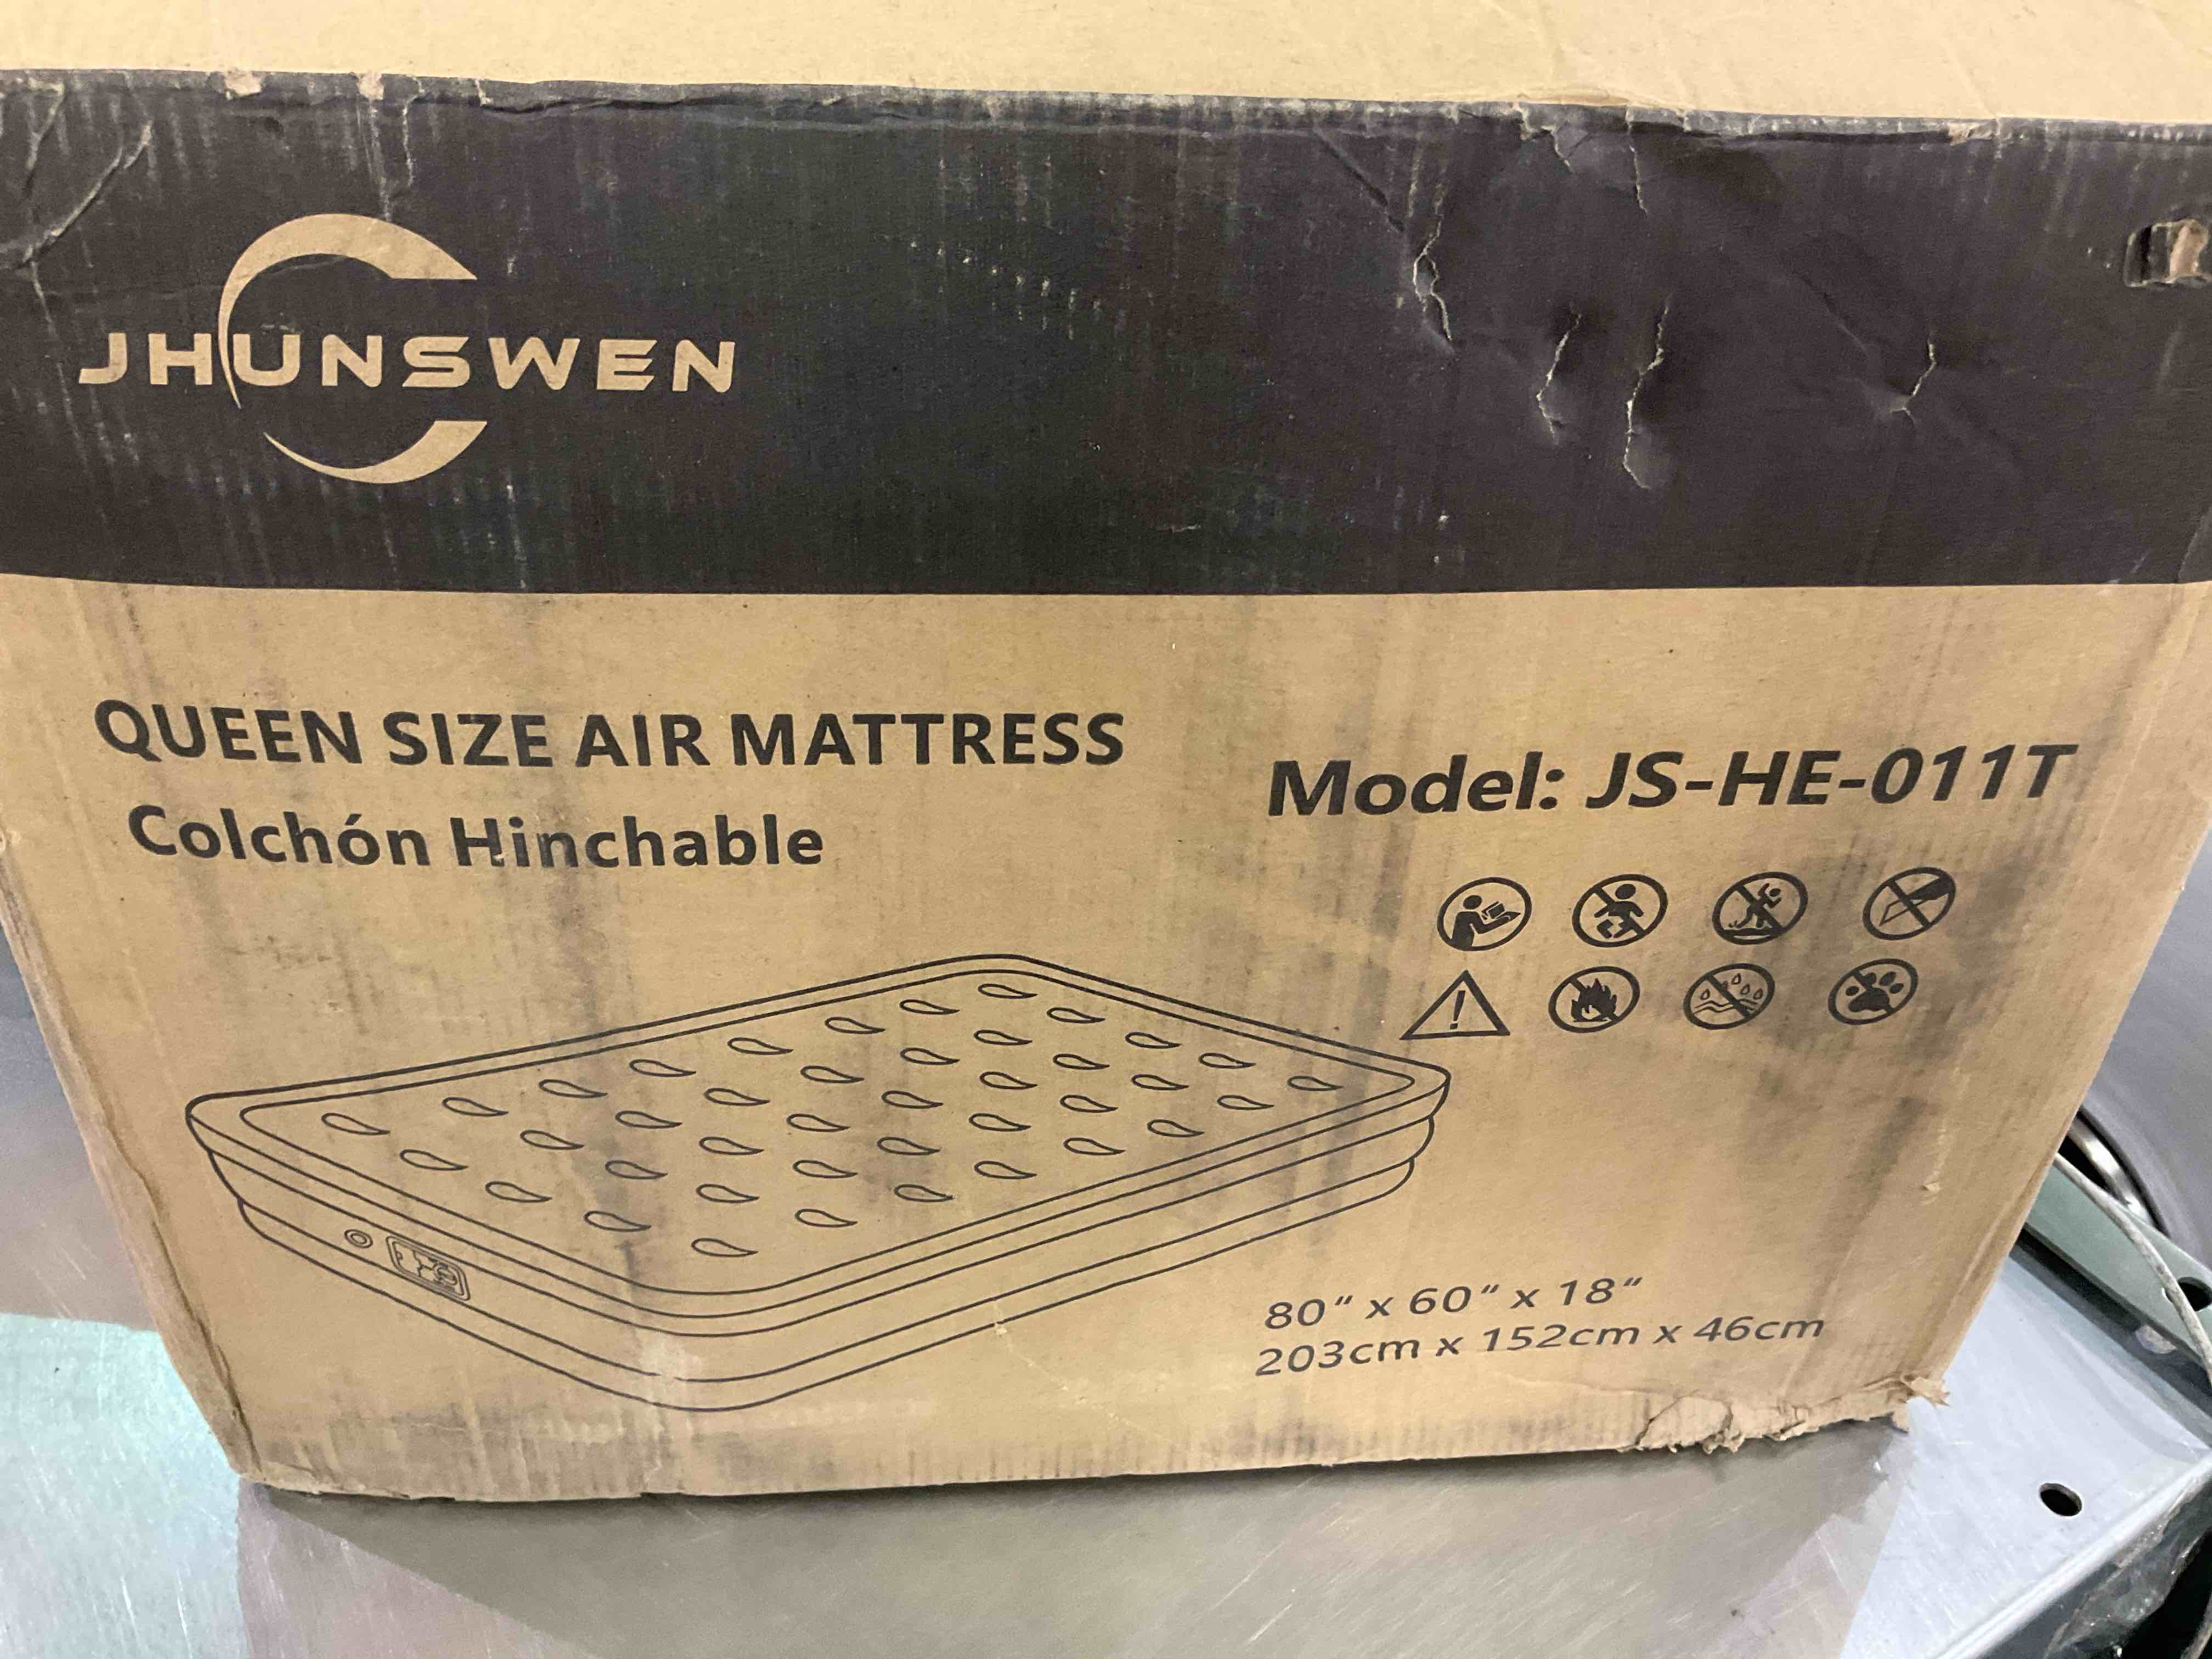 JHUNSWEN
QUEEN SIZE AIR MATTRESS
Colchón Hinchable
Model: JS-HE-011T
80" x 60" x 18"
203cm x 152cm x 46cm